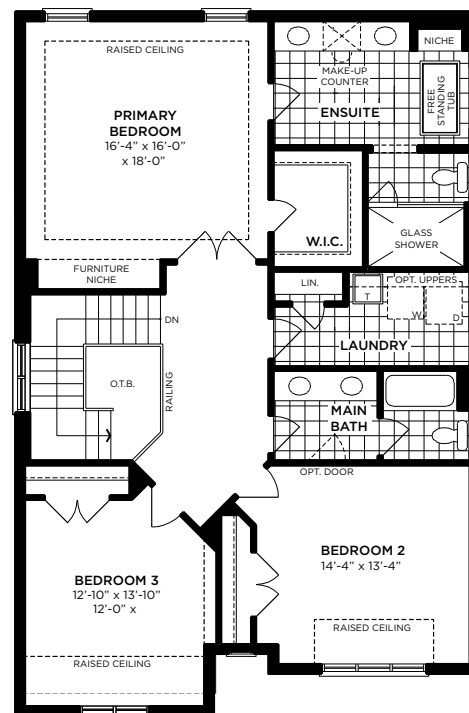 RAISED CEILING
PRIMARY
BEDROOM
16'-4" x 16'-0"
x 18'-0"
FURNITURE
NICHE
MAKE-UP
COUNTER
NICHE
ENSUITE
FREE
STANDING
TUB
W.I.C.
GLASS
SHOWER
LIN.
T
OPT. UPPERS
W
D
LAUNDRY
DN
O.T.B.
RAILING
MAIN
BATH
OPT. DOOR
BEDROOM 2
14'-4" x 13'-4"
RAISED CEILING
BEDROOM 3
12'-10" x 13'-10"
12'-0" x
RAISED CEILING